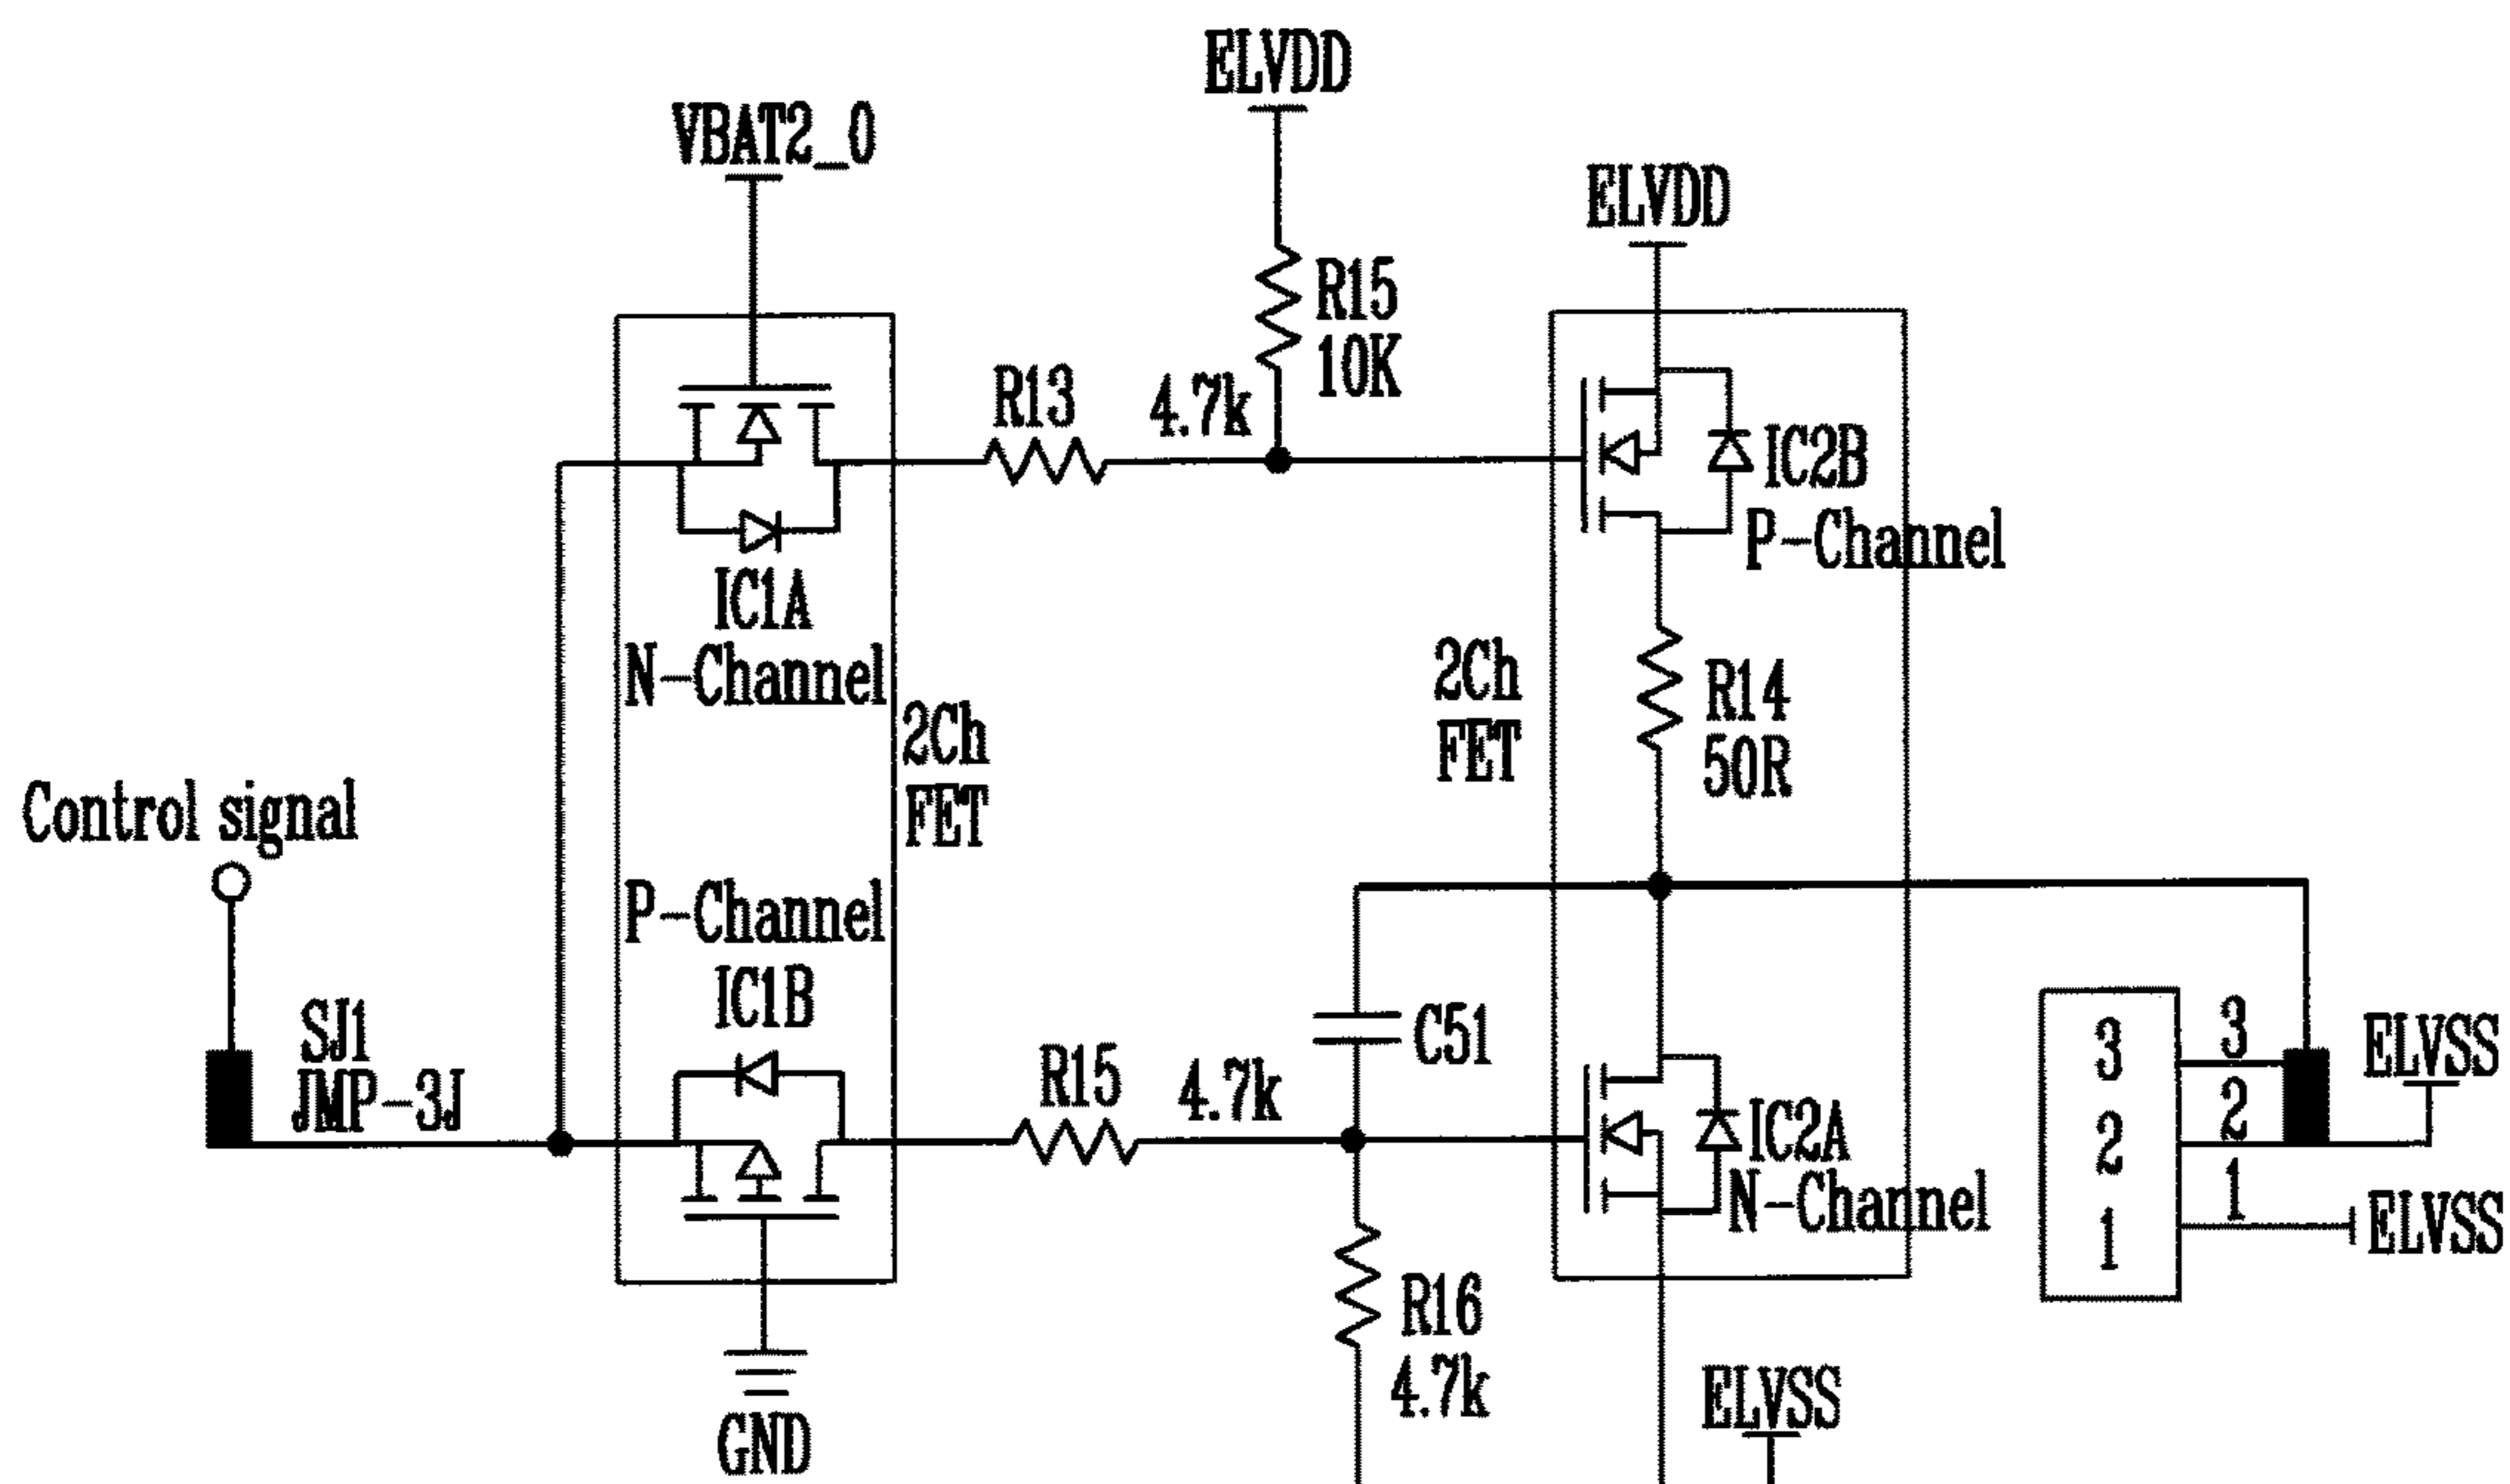 ELVDD
VBAT2_0
ELVDD
R15
10K
R13
4.7k
IC2B
P-Channel
IC1A
N-Channel
2Ch
FET
2Ch
FET
R14
50R
Control signal
P-Channel
IC1B
SJ1
JMP-3J
R15
4.7k
C51
IC2A
N-Channel
3
2
1
3
2
1
ELVSS
ELVSS
R16
4.7k
ELVSS
GND